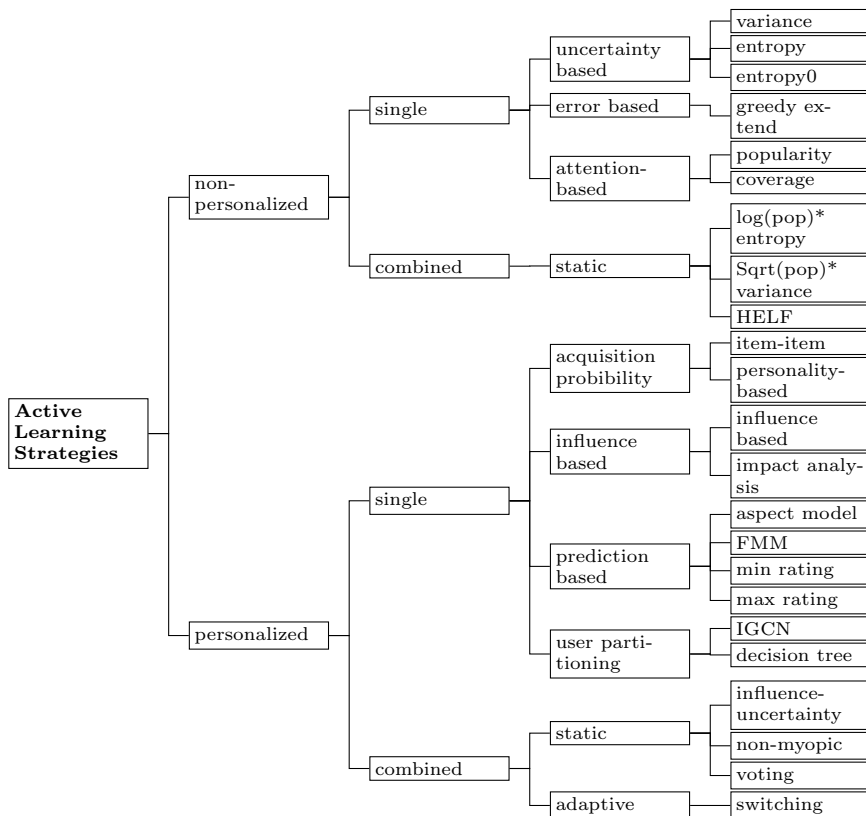 Active
Learning
Strategies
non-
personalized
single
uncertainty
based
variance
entropy
entropy0
error based
greedy ex-
tend
attention-
based
popularity
coverage
combined
static
log(pop)*
entropy
Sqrt(pop)*
variance
HELF
personalized
single
acquisition
probibility
item-item
personality-
based
influence
based
influence
based
impact analy-
sis
prediction
based
aspect model
FMM
min rating
max rating
user parti-
tioning
IGCN
decision tree
combined
static
influence-
uncertainty
non-myopic
voting
adaptive
switching